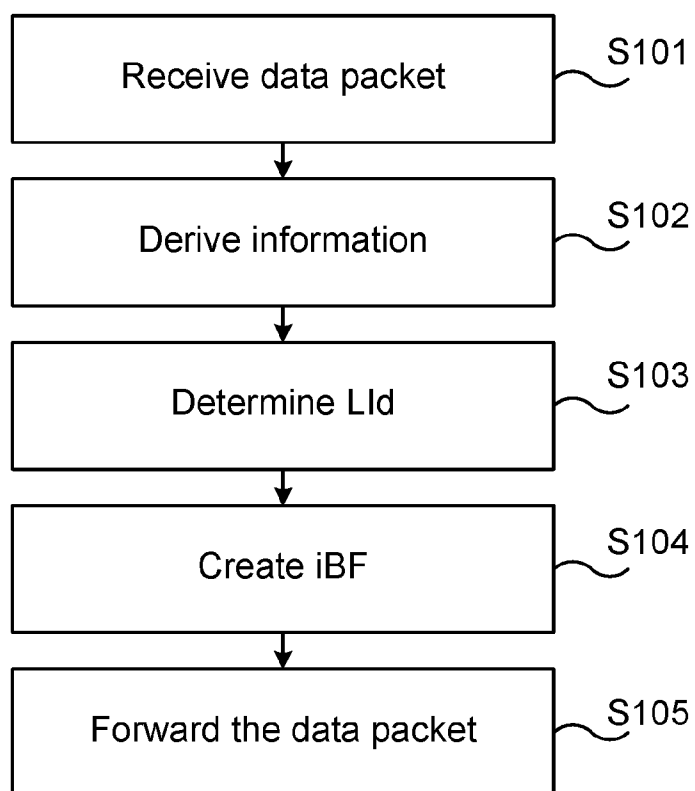 Receive data packet
S101
Derive information
S102
Determine LId
S103
Create iBF
S104
Forward the data packet
S105